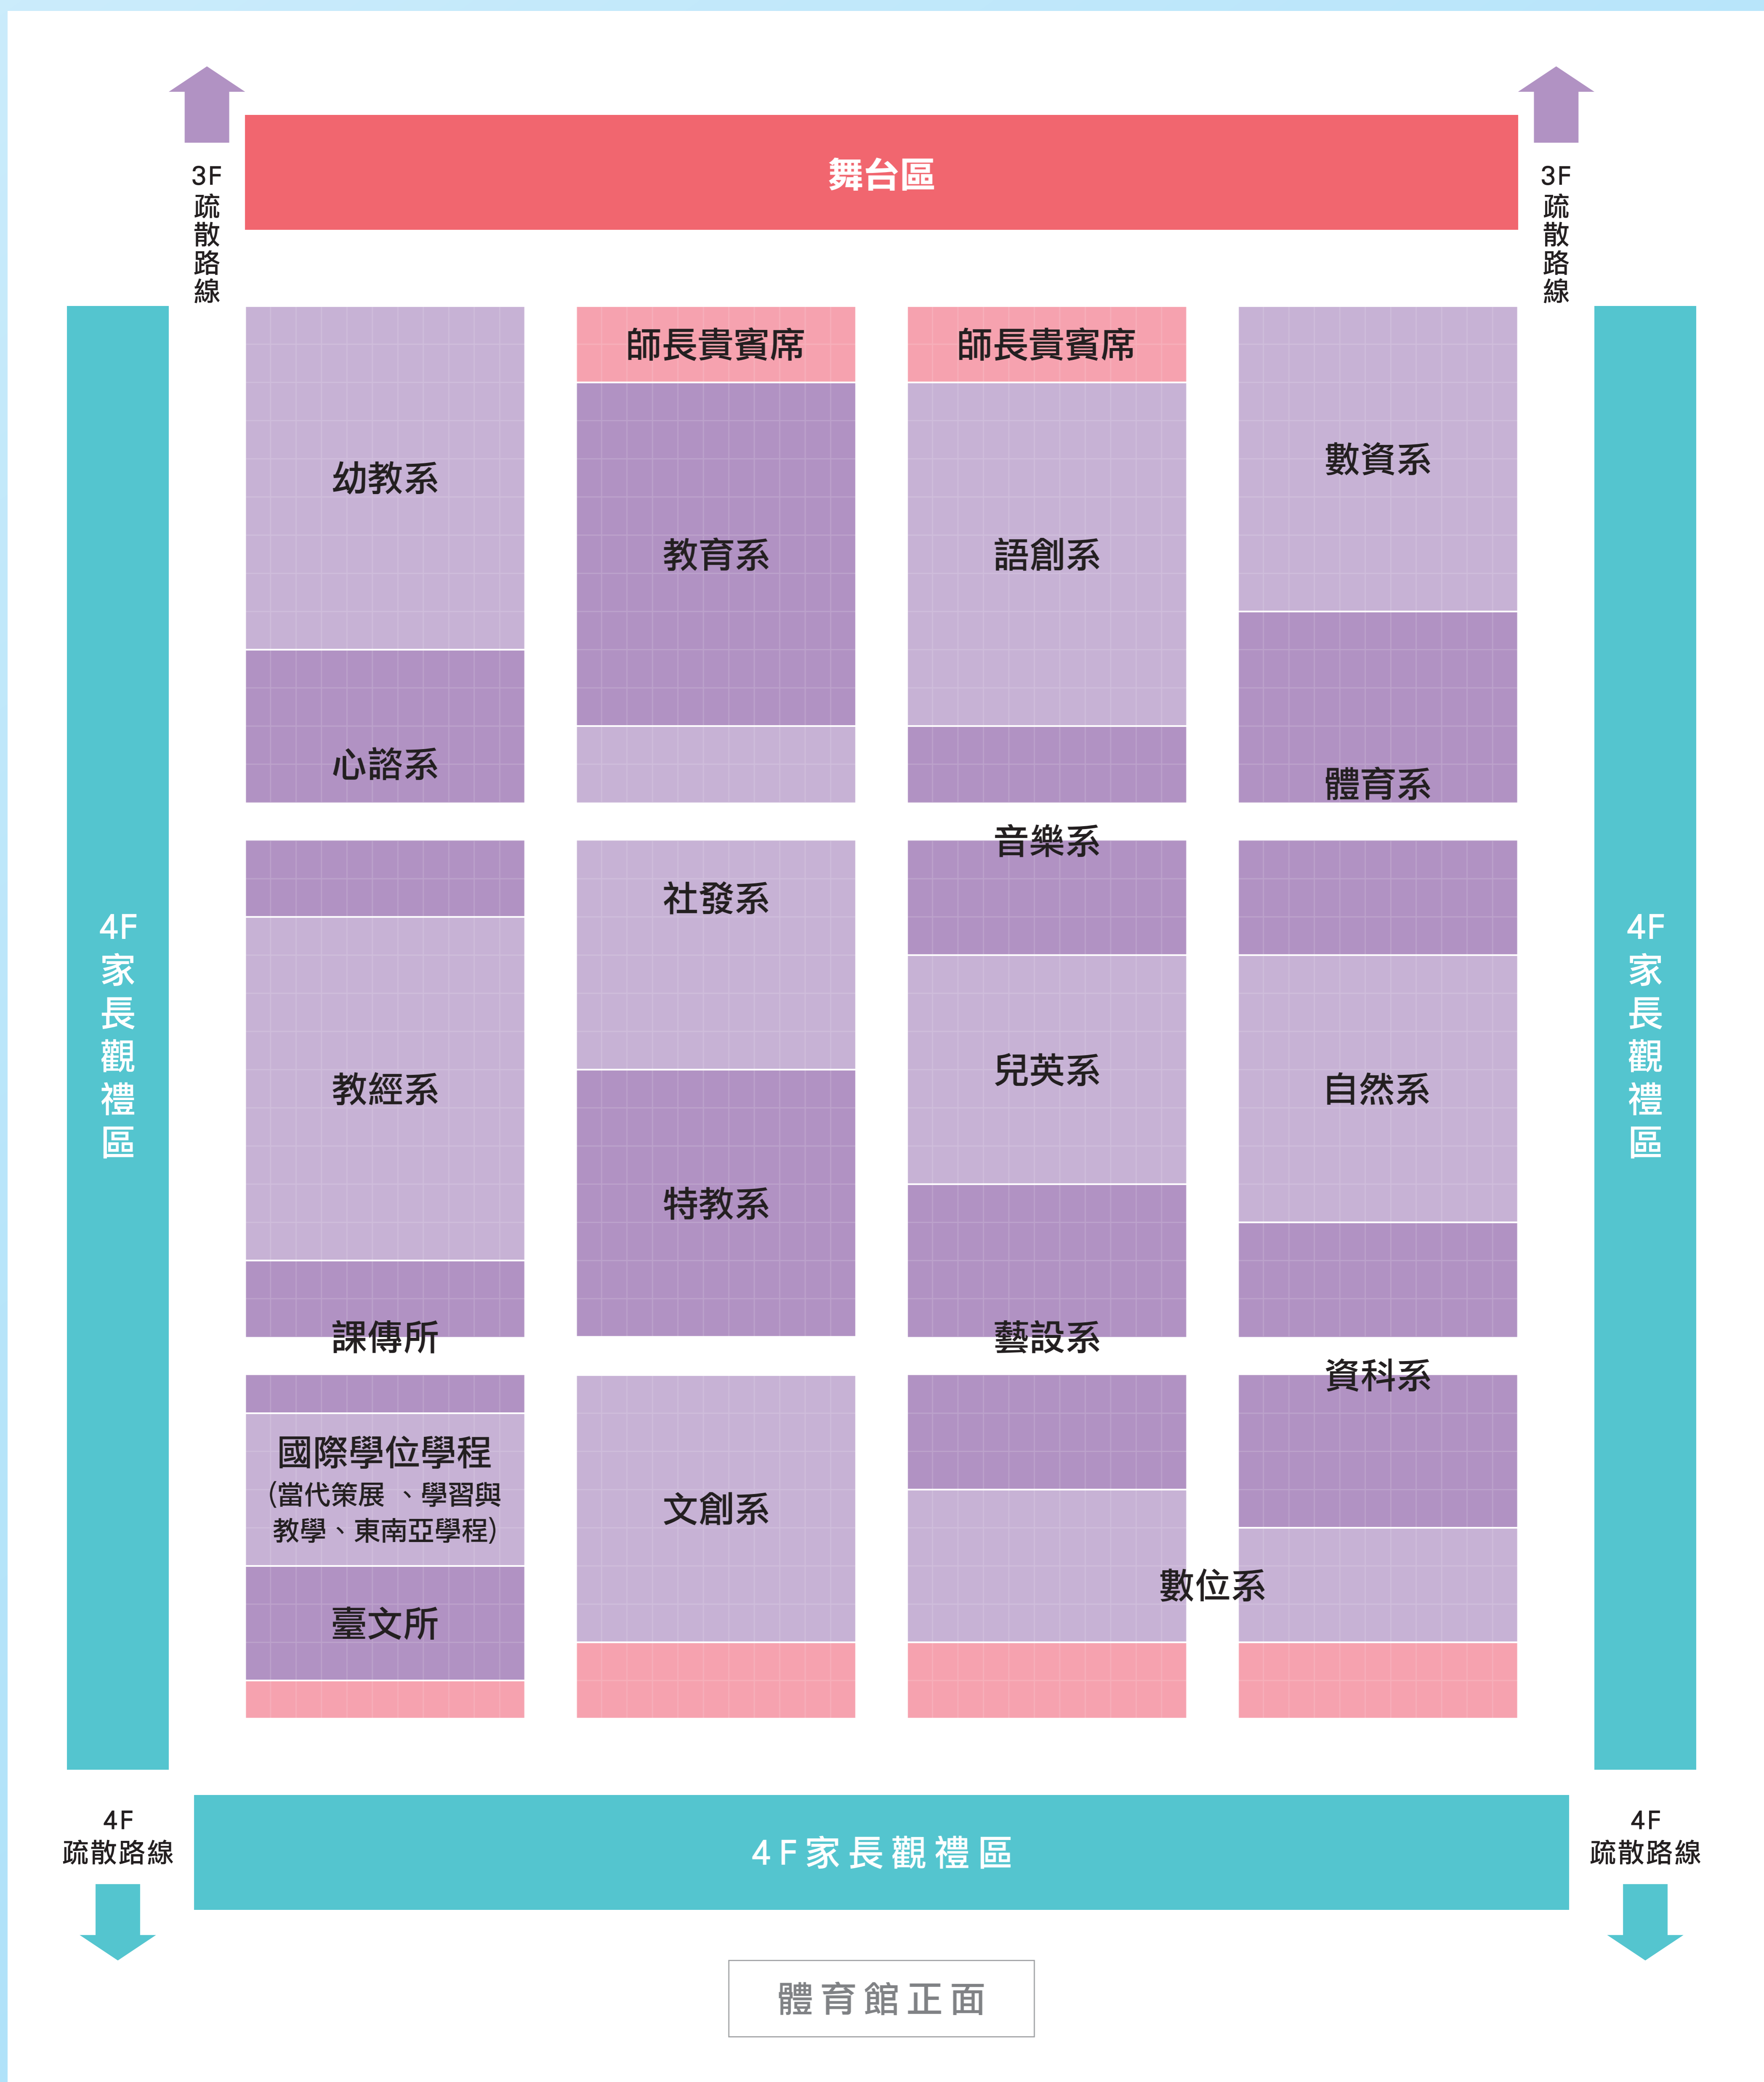 舞台區
3F
疏散路線
3F
疏散路線
師長貴賓席
師長貴賓席
幼教系
教育系
語創系
數資系
心諮系
體育系
音樂系
社發系
4F家長觀禮區
4F家長觀禮區
教經系
兒英系
自然系
特教系
課傳所
藝設系
資科系
國際學位學程
(當代策展、學習與
教學、東南亞學程)
文創系
數位系
臺文所
4F
疏散路線
4F家長觀禮區
4F
疏散路線
體育館正面